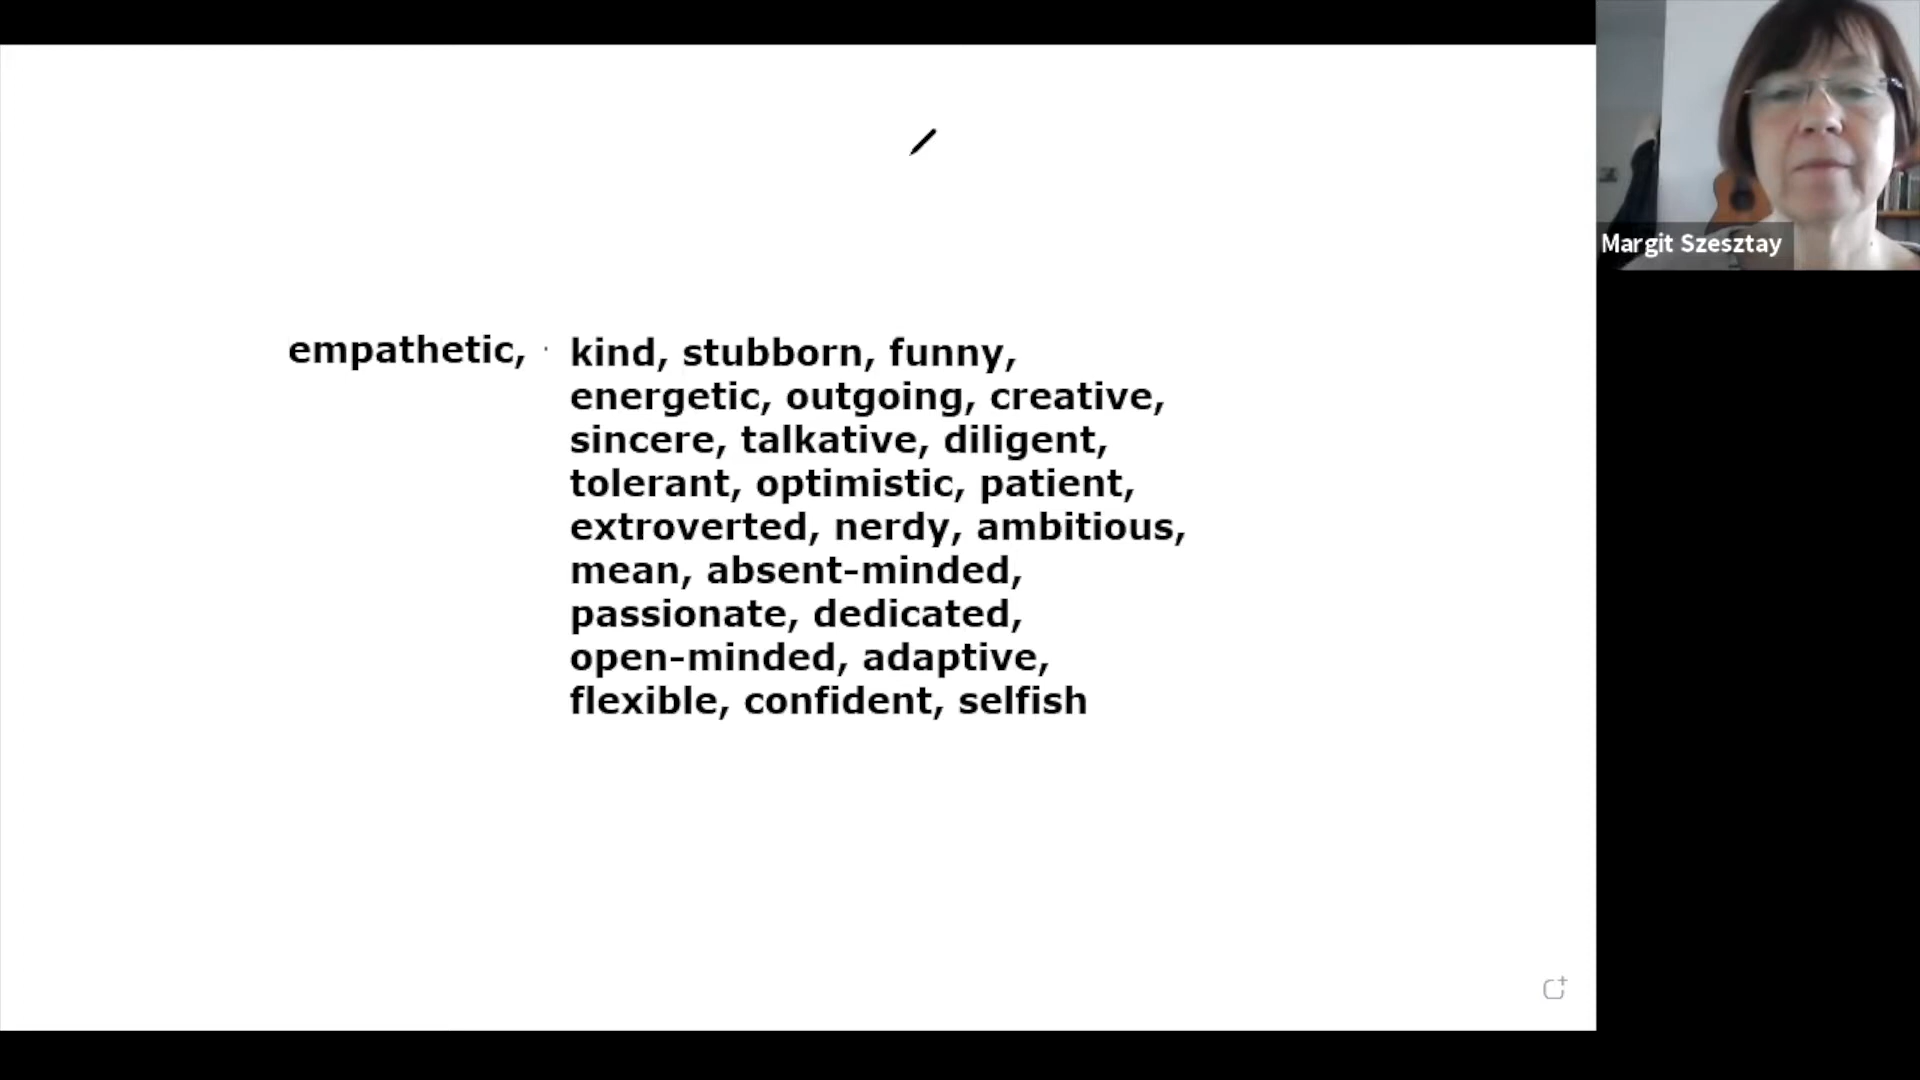 empathetic, kind, stubborn, funny,
energetic, outgoing, creative,
sincere, talkative, diligent,
tolerant, optimistic, patient,
extroverted, nerdy, ambitious,
mean, absent-minded,
passionate, dedicated,
open-minded, adaptive,
flexible, confident, selfish
Margit Szesztay